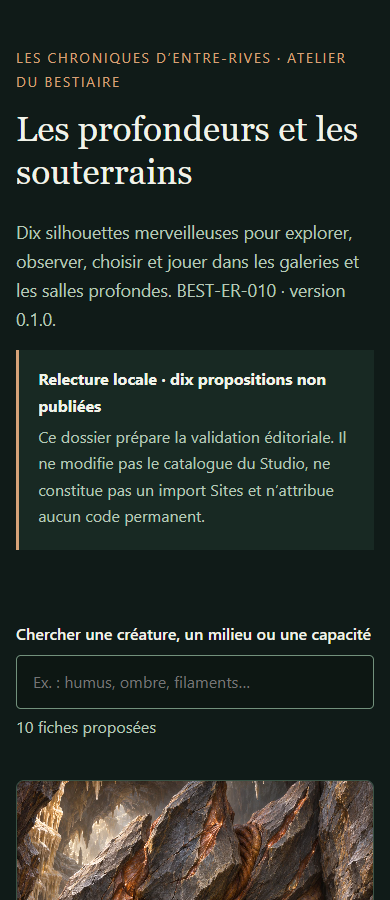 LES CHRONIQUES D’ENTRE-RIVES · ATELIER
DU BESTIAIRE
Les profondeurs et les
souterrains
Dix silhouettes merveilleuses pour explorer,
observer, choisir et jouer dans les galeries et
les salles profondes. BEST-ER-010 · version
0.1.0.
Relecture locale · dix propositions non
publiées
Ce dossier prépare la validation éditoriale. Il
ne modifie pas le catalogue du Studio, ne
constitue pas un import Sites et n’attribue
aucun code permanent.
Chercher une créature, un milieu ou une capacité
Ex. : humus, ombre, filaments…
10 fiches proposées